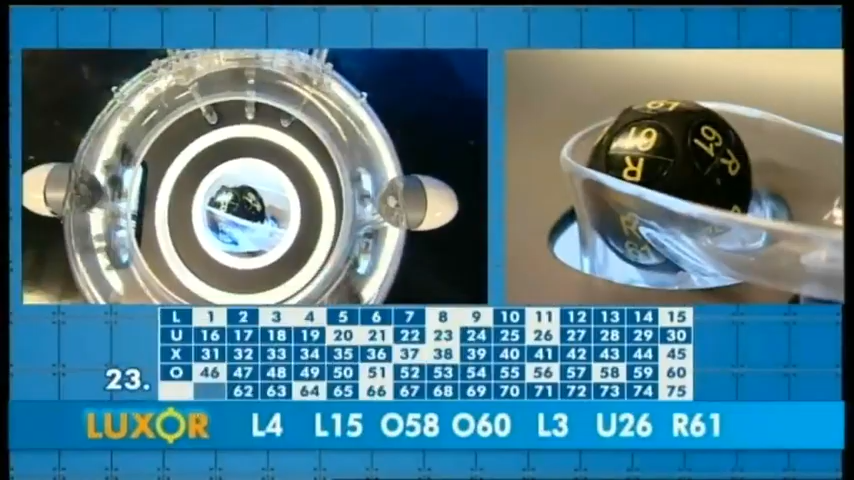 61
R
61
R
R
L 1 2 3 4 5 6 7 8 9 10 11 12 13 14 15
U 16 17 18 19 20 21 22 23 24 25 26 27 28 29 30
X 31 32 33 34 35 36 37 38 39 40 41 42 43 44 45
O 46 47 48 49 50 51 52 53 54 55 56 57 58 59 60
62 63 64 65 66 67 68 69 70 71 72 73 74 75
23.
LUXOR L4 L15 O58 O60 L3 U26 R61